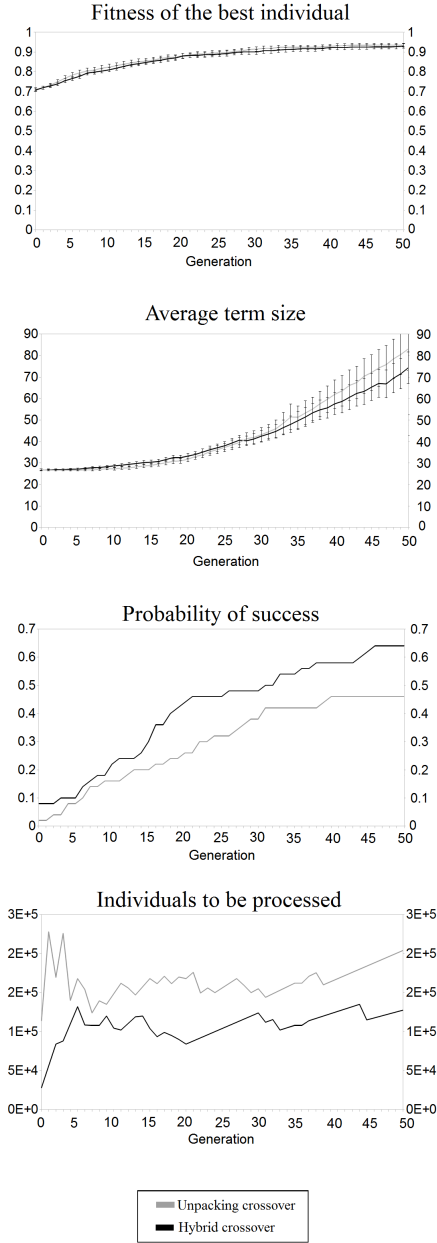 Fitness of the best individual
1 1
0.9 0.9
0.8 0.8
0.7 0.7
0.6 0.6
0.5 0.5
0.4 0.4
0.3 0.3
0.2 0.2
0.1 0.1
0 0
0 5 10 15 20 25 30 35 40 45 50
Generation
Average term size
90 90
80 80
70 70
60 60
50 50
40 40
30 30
20 20
10 10
0 0
0 5 10 15 20 25 30 35 40 45 50
Generation
Probability of success
0.7 0.7
0.6 0.6
0.5 0.5
0.4 0.4
0.3 0.3
0.2 0.2
0.1 0.1
0 0
0 5 10 15 20 25 30 35 40 45 50
Generation
Individuals to be processed
3E+5 3E+5
2E+5 2E+5
2E+5 2E+5
1E+5 1E+5
5E+4 5E+4
0E+0 0E+0
0 5 10 15 20 25 30 35 40 45 50
Generation
Unpacking crossover
Hybrid crossover